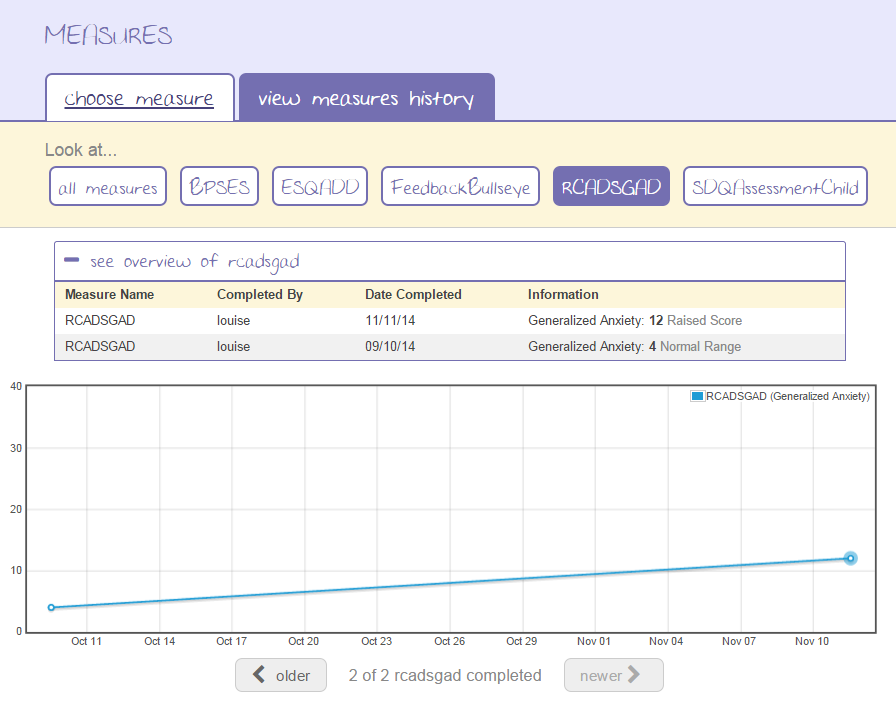 MEASURES
choose measure view measures history
Look at...
all measures BPSES ESQADD FeedbackBullseye RCADSGAD SDQAssessmentChild
see overview of rcadsgad
Measure Name Completed By Date Completed Information
RCADSGAD louise 11/11/14 Generalized Anxiety: 12 Raised Score
RCADSGAD louise 09/10/14 Generalized Anxiety: 4 Normal Range
40
RCADSGAD (Generalized Anxiety)
30
20
10
0
Oct 11 Oct 14 Oct 17 Oct 20 Oct 23 Oct 26 Oct 29 Nov 01 Nov 04 Nov 07 Nov 10
older 2 of 2 rcadsgad completed newer